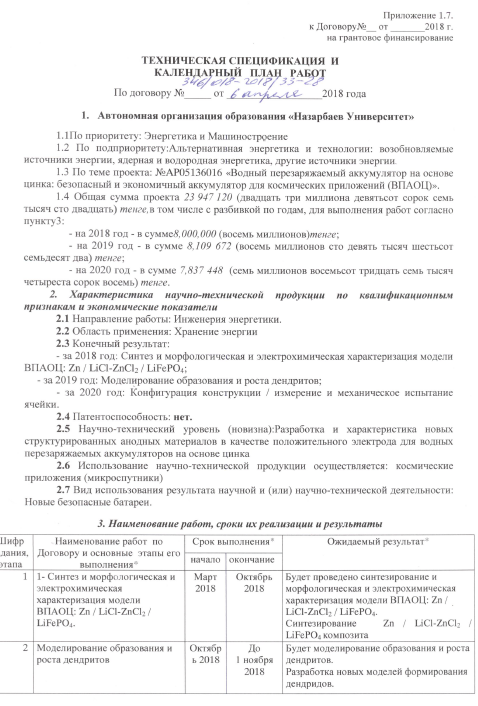 Приложение 1.7.
к Договору№__ от _______2018 г.
на грантовое финансирование
ТЕХНИЧЕСКАЯ СПЕЦИФИКАЦИЯ И
КАЛЕНДАРНЫЙ ПЛАН РАБОТ
346/018-2018/33-28
По договору №_____ от в апреле 2018 года
1. Автономная организация образования «Назарбаев Университет»
1.1По приоритету: Энергетика и Машиностроение
1.2 По подприоритету:Альтернативная энергетика и технологии: возобновляемые
источники энергии, ядерная и водородная энергетика, другие источники энергии
1.3 По теме проекта: №АР05136016 «Водный перезаряжаемый аккумулятор на основе
цинка: безопасный и экономичный аккумулятор для космических приложений (ВПАОЦ)».
1.4 Общая сумма проекта 23 947 120 (двадцать три миллиона девятьсот сорок семь
тысяч сто двадцать) тенге,в том числе с разбивкой по годам, для выполнения работ согласно
пункту3:
- на 2018 год - в сумме8,000,000 (восемь миллионов)тенге;
- на 2019 год - в сумме 8,109 672 (восемь миллионов сто девять тысяч шестьсот
семьдесят два) тенге;
- на 2020 год - в сумме 7,837 448 (семь миллионов восемьсот тридцать семь тысяч
четыреста сорок восемь) тенге.
2. Характеристика научно-технической продукции по квалификационным
признакам и экономические показатели
2.1 Направление работы: Инженерия энергетики.
2.2 Область применения: Хранение энергии
2.3 Конечный результат:
- за 2018 год: Синтез и морфологическая и электрохимическая характеризация модели
ВПАОЦ: Zn / LiCl-ZnCl₂ / LiFePO₄;
- за 2019 год: Моделирование образования и роста дендритов;
- за 2020 год: Конфигурация конструкции / измерение и механическое испытание
ячейки.
2.4 Патентоспособность: нет.
2.5 Научно-технический уровень (новизна):Разработка и характеристика новых
структурированных анодных материалов в качестве положительного электрода для водных
перезаряжаемых аккумуляторов на основе цинка
2.6 Использование научно-технической продукции осуществляется: космические
приложения (микроспутники)
2.7 Вид использования результата научной и (или) научно-технической деятельности:
Новые безопасные батареи.
3. Наименование работ, сроки их реализации и результаты
Шифр
дания,
этапа
Наименование работ по
Договору и основные этапы его
выполнения*
Срок выполнения*
начало окончание
Ожидаемый результат*
1
1- Синтез и морфологическая и
электрохимическая
характеризация модели
ВПАОЦ: Zn / LiCl-ZnCl₂ /
LiFePO₄.
Март
2018
Октябрь
2018
Будет проведено синтезирование и
морфологическая и электрохимическая
характеризация модели ВПАОЦ: Zn /
LiCl-ZnCl₂ / LiFePO₄.
Синтезирование Zn / LiCl-ZnCl₂ /
LiFePO₄ композита
2
Моделирование образования и
роста дендритов
Октябр
ь 2018
До
1 ноября
2018
Будет моделирование образования и роста
дендритов.
Разработка новых моделей формирования
дендридов.